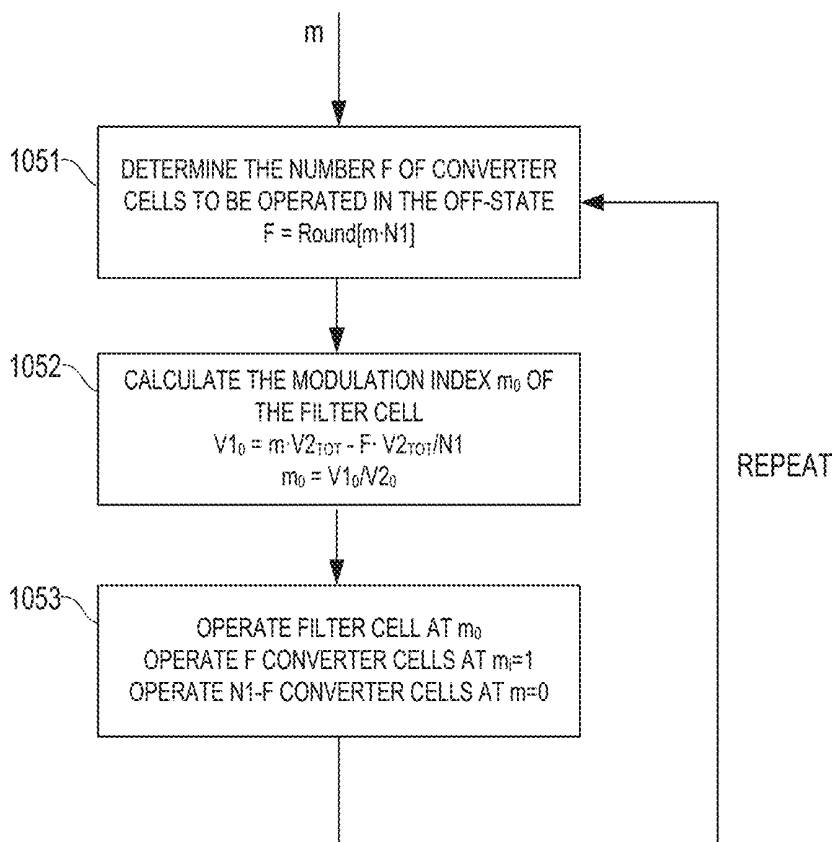 m
1051
DETERMINE THE NUMBER F OF CONVERTER
CELLS TO BE OPERATED IN THE OFF-STATE
F = Round[m·N1]
1052
CALCULATE THE MODULATION INDEX m₀ OF
THE FILTER CELL
V1₀ = m·V2TOT - F· V2TOT/N1
m₀ = V1₀/V2₀
REPEAT
1053
OPERATE FILTER CELL AT m₀
OPERATE F CONVERTER CELLS AT mᵢ=1
OPERATE N1-F CONVERTER CELLS AT m=0